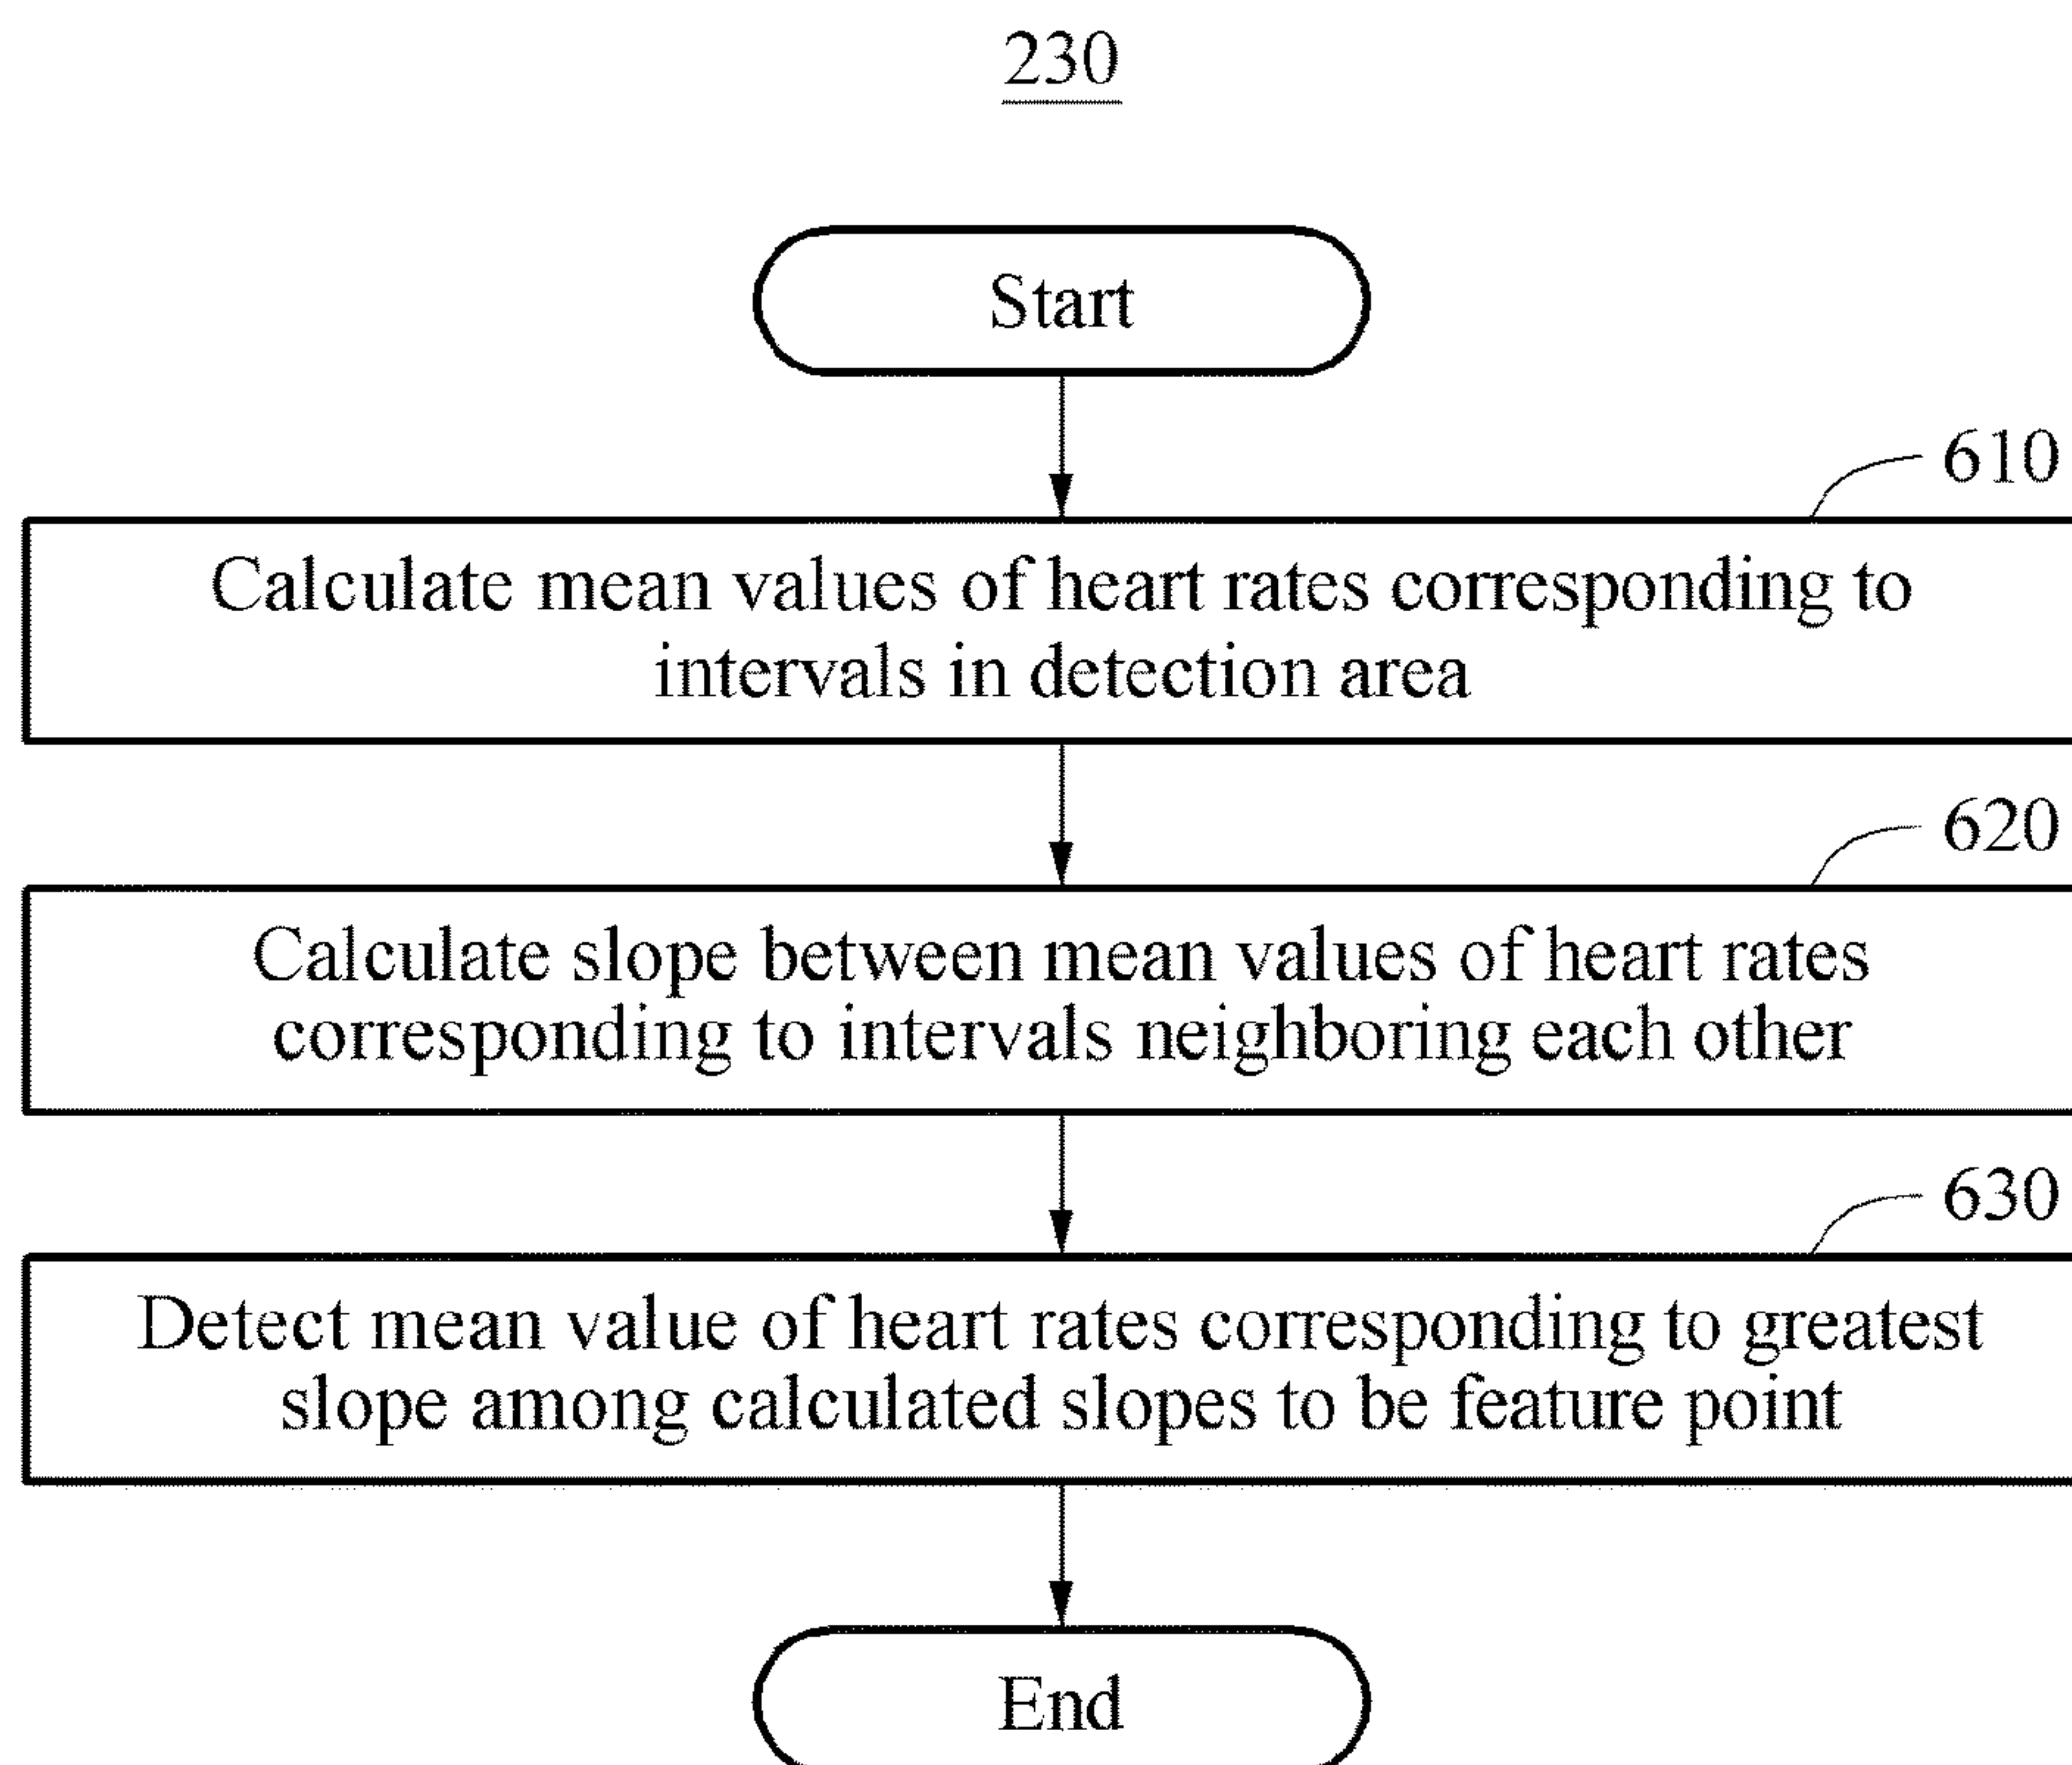 230
Start
610
Calculate mean values of heart rates corresponding to
intervals in detection area
620
Calculate slope between mean values of heart rates
corresponding to intervals neighboring each other
630
Detect mean value of heart rates corresponding to greatest
slope among calculated slopes to be feature point
End